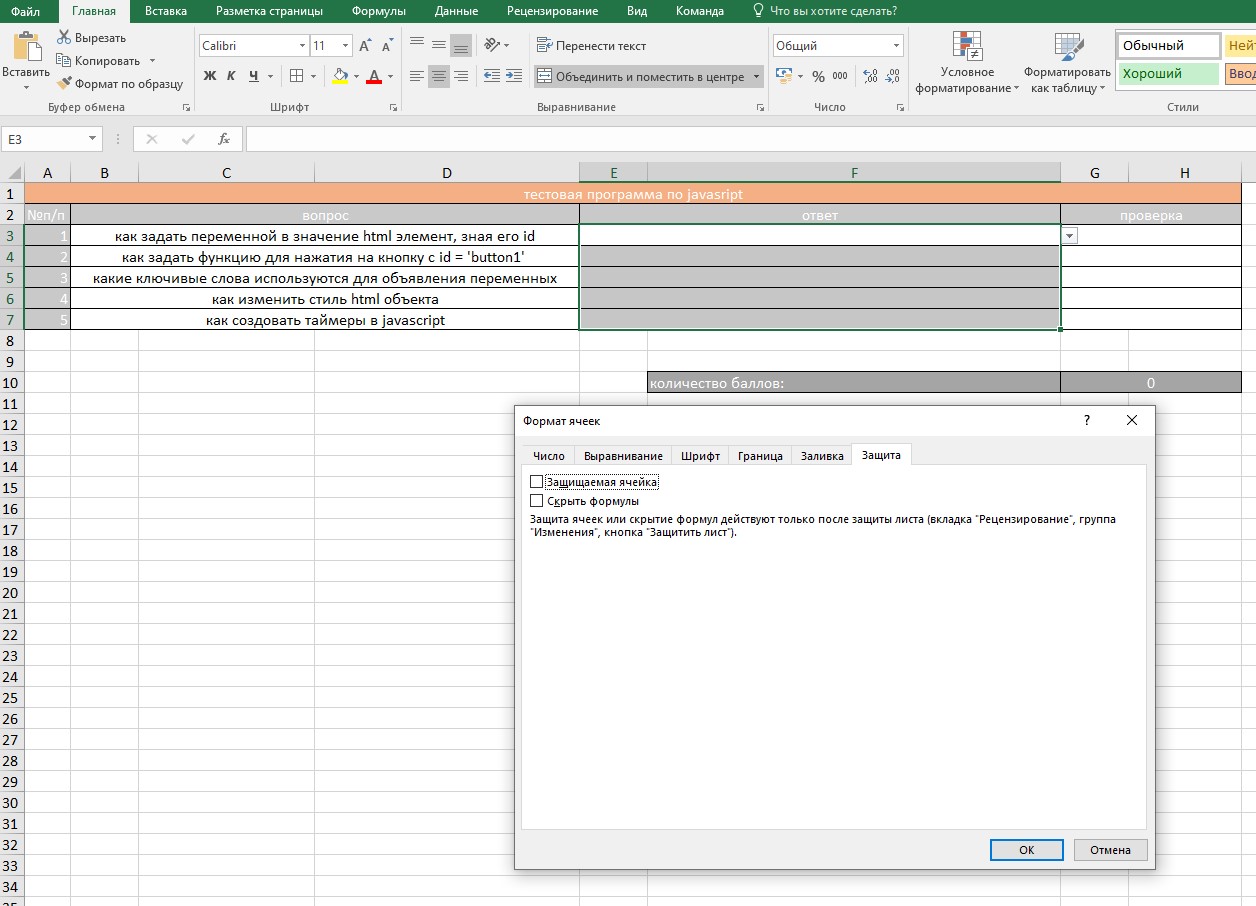 Файл Главная Вставка Разметка страницы Формулы Данные Рецензирование Вид Команда Что вы хотите сделать?
Вставить
Вырезать
Копировать
Формат по образцу
Буфер обмена
Calibri 11
Ж К Ч
Шрифт
Перенести текст
Объединить и поместить в центре
Выравнивание
Общий
% 000
Число
Условное форматирование
Форматировать как таблицу
Обычный
Хороший
Стили
E3
fx
A B C D E F G H
1 тестовая программа по javasript
2 №п/п вопрос ответ проверка
3 1 как задать переменной в значение html элемент, зная его id
4 2 как задать функцию для нажатия на кнопку с id = 'button1'
5 3 какие ключивые слова используются для объявления переменных
6 4 как изменить стиль html объекта
7 5 как создовать таймеры в javascript
8
9
10 количество баллов: 0
11
12
13
14
15
16
17
18
19
20
21
22
23
24
25
26
27
28
29
30
31
32
33
34
Формат ячеек ?
Число Выравнивание Шрифт Граница Заливка Защита
Защищаемая ячейка
Скрыть формулы
Защита ячеек или скрытие формул действуют только после защиты листа (вкладка "Рецензирование", группа
"Изменения", кнопка "Защитить лист").
ОК Отмена